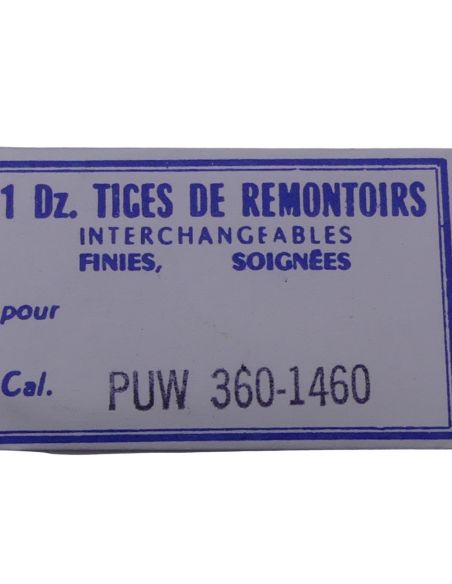 1 Dz. TIGES DE REMONTOIRS
INTERCHANGEABLES
FINIES, SOIGNÉES
pour
Cal. PUW 360-1460